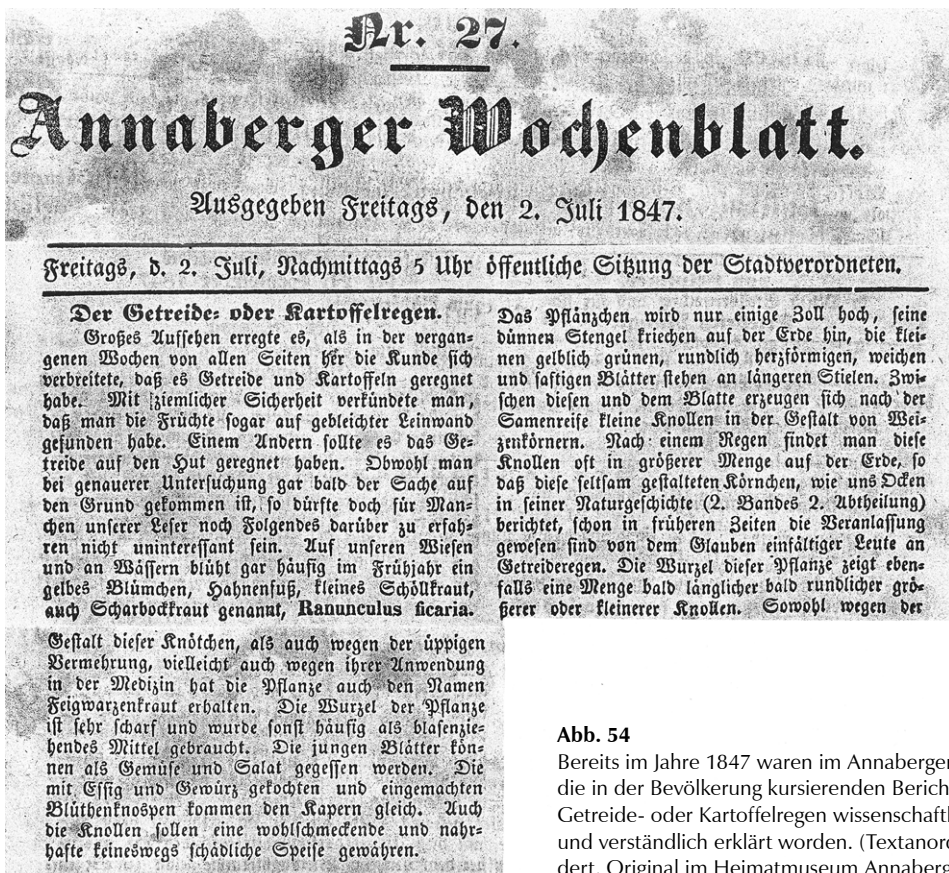 Nr. 27.
Annaberger Wochenblatt.
Ausgegeben Freitags, den 2. Juli 1847.
Freitags, d. 2. Juli, Nachmittags 5 Uhr öffentliche Sitzung der Stadtverordneten.
Der Getreide- oder Kartoffelregen.
Großes Aufsehen erregte es, als in der vergan-
genen Wochen von allen Seiten her die Kunde sich
verbreitete, daß es Getreide und Kartoffeln geregnet
habe. Mit ziemlicher Sicherheit verkündete man,
daß man die Früchte sogar auf gebleichter Leinwand
gefunden habe. Einem Andern sollte es das Ge-
treide auf den Hut geregnet haben. Obwohl man
bei genauerer Untersuchung gar bald der Sache auf
den Grund gekommen ist, so dürfte doch für Man-
chen unserer Leser noch Folgendes darüber zu erfah-
ren nicht uninteressant sein. Auf unseren Wiesen
und an Wässern blüht gar häufig im Frühjahr ein
gelbes Blümchen, Hahnenfuß, kleines Schöllkraut,
auch Scharbockkraut genannt, Ranunculus ficaria.
Das Pflänzchen wird nur einige Zoll hoch, seine
dünnen Stengel kriechen auf der Erde hin, die klei-
nen gelblich grünen, rundlich herzförmigen, weichen
und saftigen Blätter stehen an längeren Stielen. Zwi-
schen diesen und dem Blatte erzeugen sich nach der
Samenreife kleine Knollen in der Gestalt von Wei-
zenkörnern. Nach einem Regen findet man diese
Knollen oft in größerer Menge auf der Erde, so
daß diese seltsam gestalteten Körnchen, wie uns Ocken
in seiner Naturgeschichte (2. Bandes 2. Abtheilung)
berichtet, schon in früheren Zeiten die Veranlassung
gewesen sind von dem Glauben einfältiger Leute an
Getreideregen. Die Wurzel dieser Pflanze zeigt eben-
falls eine Menge bald länglicher bald rundlicher grö-
ßerer oder kleinerer Knollen. Sowohl wegen der
Gestalt dieser Knötchen, als auch wegen der üppigen
Vermehrung, vielleicht auch wegen ihrer Anwendung
in der Medizin hat die Pflanze auch den Namen
Feigwarzenkraut erhalten. Die Wurzel der Pflanze
ist sehr scharf und wurde sonst häufig als blasenzie-
hendes Mittel gebraucht. Die jungen Blätter kön-
nen als Gemüse und Salat gegessen werden. Die
mit Essig und Gewürz gekochten und eingemachten
Blüthenknospen kommen den Kapern gleich. Auch
die Knollen sollen eine wohlschmeckende und nahr-
hafte keineswegs schädliche Speise gewähren.
Abb. 54
Bereits im Jahre 1847 waren im Annaberger
die in der Bevölkerung kursierenden Berich
Getreide- oder Kartoffelregen wissenschaftl
und verständlich erklärt worden. (Textanord
dert, Original im Heimatmuseum Annaberg